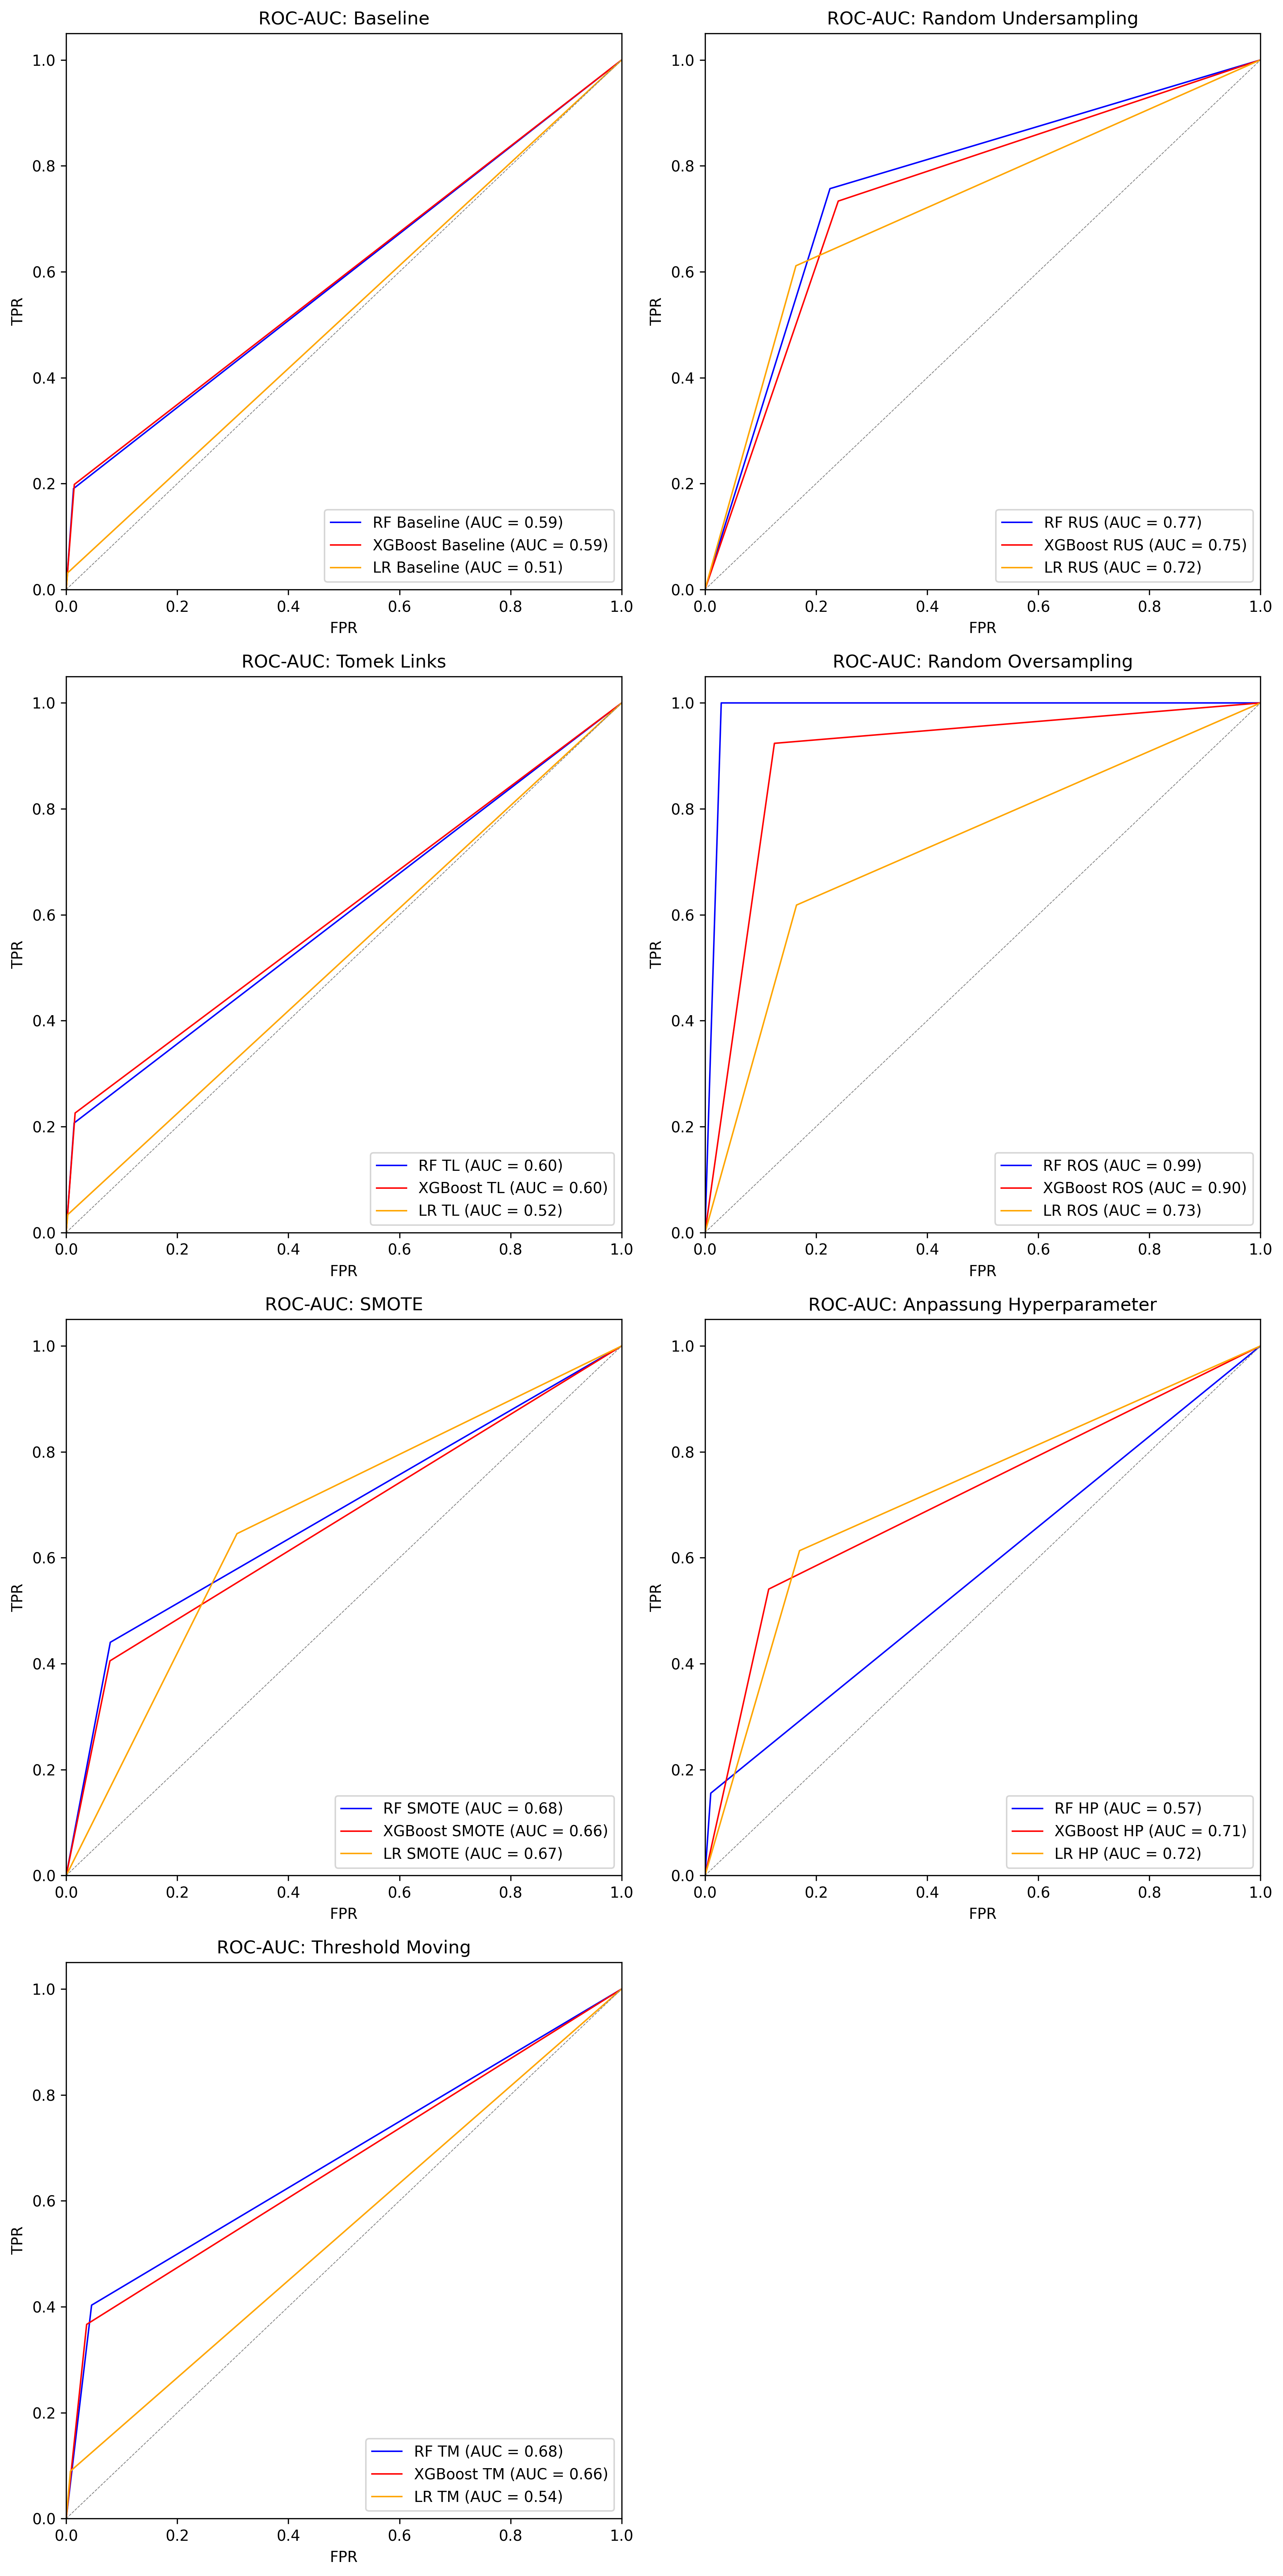 ROC-AUC: Baseline
TPR
1.0
0.8
0.6
0.4
0.2
0.0
0.0 0.2 0.4 0.6 0.8 1.0
FPR
RF Baseline (AUC = 0.59)
XGBoost Baseline (AUC = 0.59)
LR Baseline (AUC = 0.51)
ROC-AUC: Random Undersampling
TPR
1.0
0.8
0.6
0.4
0.2
0.0
0.0 0.2 0.4 0.6 0.8 1.0
FPR
RF RUS (AUC = 0.77)
XGBoost RUS (AUC = 0.75)
LR RUS (AUC = 0.72)
ROC-AUC: Tomek Links
TPR
1.0
0.8
0.6
0.4
0.2
0.0
0.0 0.2 0.4 0.6 0.8 1.0
FPR
RF TL (AUC = 0.60)
XGBoost TL (AUC = 0.60)
LR TL (AUC = 0.52)
ROC-AUC: Random Oversampling
TPR
1.0
0.8
0.6
0.4
0.2
0.0
0.0 0.2 0.4 0.6 0.8 1.0
FPR
RF ROS (AUC = 0.99)
XGBoost ROS (AUC = 0.90)
LR ROS (AUC = 0.73)
ROC-AUC: SMOTE
TPR
1.0
0.8
0.6
0.4
0.2
0.0
0.0 0.2 0.4 0.6 0.8 1.0
FPR
RF SMOTE (AUC = 0.68)
XGBoost SMOTE (AUC = 0.66)
LR SMOTE (AUC = 0.67)
ROC-AUC: Anpassung Hyperparameter
TPR
1.0
0.8
0.6
0.4
0.2
0.0
0.0 0.2 0.4 0.6 0.8 1.0
FPR
RF HP (AUC = 0.57)
XGBoost HP (AUC = 0.71)
LR HP (AUC = 0.72)
ROC-AUC: Threshold Moving
TPR
1.0
0.8
0.6
0.4
0.2
0.0
0.0 0.2 0.4 0.6 0.8 1.0
FPR
RF TM (AUC = 0.68)
XGBoost TM (AUC = 0.66)
LR TM (AUC = 0.54)